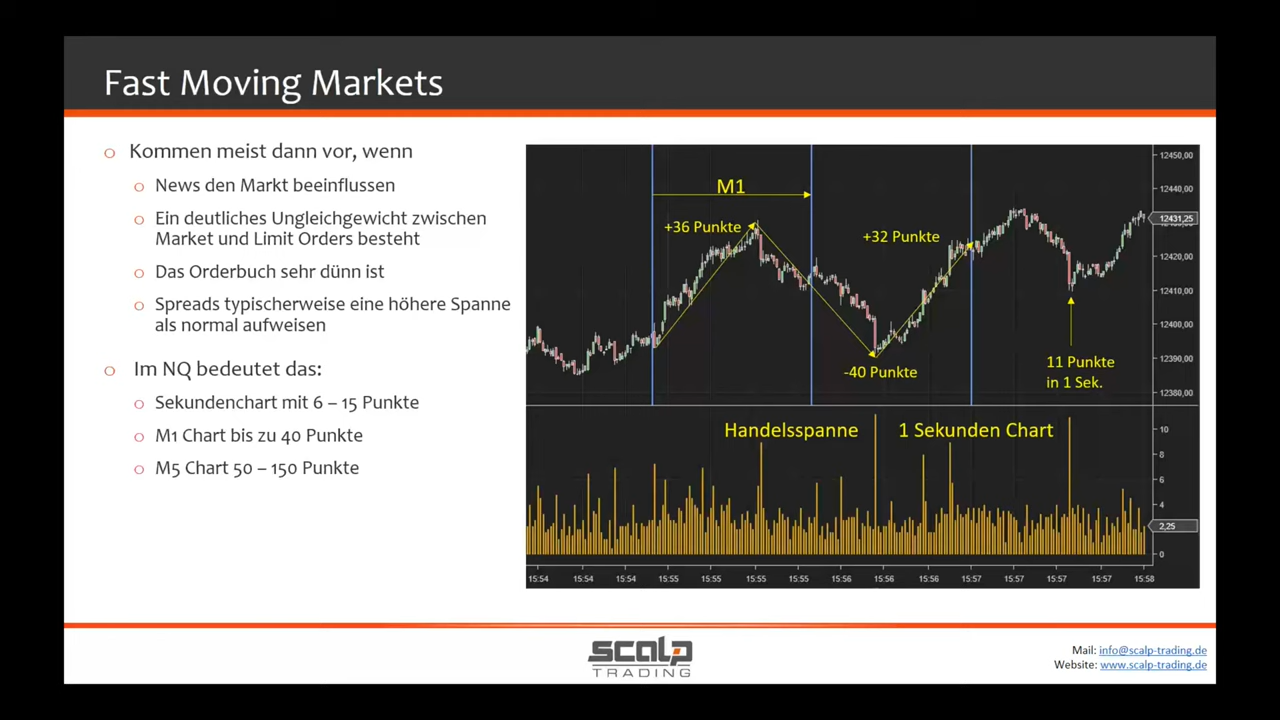 Fast Moving Markets
o Kommen meist dann vor, wenn
o News den Markt beeinflussen
o Ein deutliches Ungleichgewicht zwischen
Market und Limit Orders besteht
o Das Orderbuch sehr dünn ist
o Spreads typischerweise eine höhere Spanne
als normal aufweisen
o Im NQ bedeutet das:
o Sekundenchart mit 6 – 15 Punkte
o M1 Chart bis zu 40 Punkte
o M5 Chart 50 – 150 Punkte
M1
+36 Punkte
+32 Punkte
-40 Punkte
11 Punkte
in 1 Sek.
12450,00
12440,00
12431,25
12420,00
12410,00
12400,00
12390,00
12380,00
Handelsspanne
1 Sekunden Chart
10
8
6
4
2,25
0
15:54 15:54 15:54 15:55 15:55 15:55 15:55 15:56 15:56 15:56 15:57 15:57 15:57 15:57 15:58
scalp
TRADING
Mail: info@scalp-trading.de
Website: www.scalp-trading.de